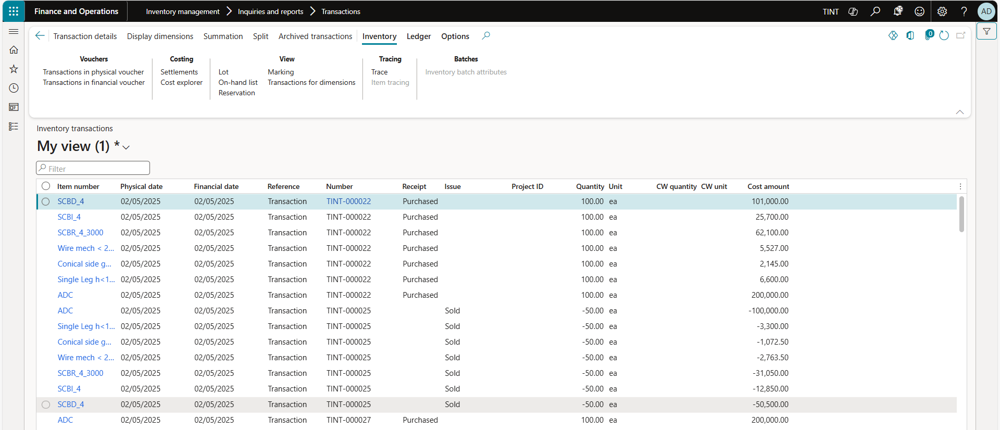 Finance and Operations Inventory management Inquiries and reports Transactions TINT 29 AD
Transaction details Display dimensions Summation Split Archived transactions Inventory Ledger Options 0
Vouchers Costing View Tracing Batches
Transactions in physical voucher Settlements Lot Marking Trace Inventory batch attributes
Transactions in financial voucher Cost explorer On-hand list Transactions for dimensions Item tracing
Reservation
Inventory transactions
My view (1) *
Filter
Item number Physical date Financial date Reference Number Receipt Issue Project ID Quantity Unit CW quantity CW unit Cost amount
SCBD_4 02/05/2025 02/05/2025 Transaction TINT-000022 Purchased 100.00 ea 101,000.00
SCBI_4 02/05/2025 02/05/2025 Transaction TINT-000022 Purchased 100.00 ea 25,700.00
SCBR_4_3000 02/05/2025 02/05/2025 Transaction TINT-000022 Purchased 100.00 ea 62,100.00
Wire mech < 2... 02/05/2025 02/05/2025 Transaction TINT-000022 Purchased 100.00 ea 5,527.00
Conical side g... 02/05/2025 02/05/2025 Transaction TINT-000022 Purchased 100.00 ea 2,145.00
Single Leg h<1... 02/05/2025 02/05/2025 Transaction TINT-000022 Purchased 100.00 ea 6,600.00
ADC 02/05/2025 02/05/2025 Transaction TINT-000022 Purchased 100.00 ea 200,000.00
ADC 02/05/2025 02/05/2025 Transaction TINT-000025 Sold -50.00 ea -100,000.00
Single Leg h<1... 02/05/2025 02/05/2025 Transaction TINT-000025 Sold -50.00 ea -3,300.00
Conical side g... 02/05/2025 02/05/2025 Transaction TINT-000025 Sold -50.00 ea -1,072.50
Wire mech < 2... 02/05/2025 02/05/2025 Transaction TINT-000025 Sold -50.00 ea -2,763.50
SCBR_4_3000 02/05/2025 02/05/2025 Transaction TINT-000025 Sold -50.00 ea -31,050.00
SCBI_4 02/05/2025 02/05/2025 Transaction TINT-000025 Sold -50.00 ea -12,850.00
SCBD_4 02/05/2025 02/05/2025 Transaction TINT-000025 Sold -50.00 ea -50,500.00
ADC 02/05/2025 02/05/2025 Transaction TINT-000027 Purchased 100.00 ea 200,000.00